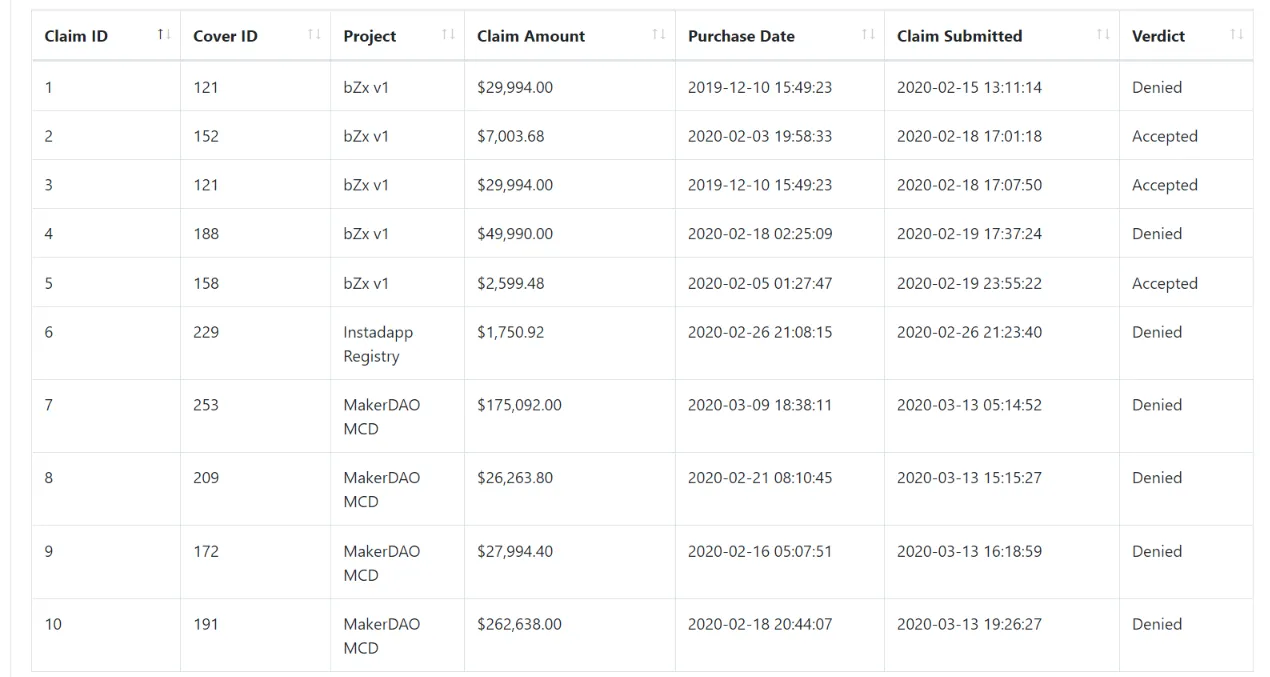 Claim ID Cover ID Project Claim Amount Purchase Date Claim Submitted Verdict
1 121 bZx v1 $29,994.00 2019-12-10 15:49:23 2020-02-15 13:11:14 Denied
2 152 bZx v1 $7,003.68 2020-02-03 19:58:33 2020-02-18 17:01:18 Accepted
3 121 bZx v1 $29,994.00 2019-12-10 15:49:23 2020-02-18 17:07:50 Accepted
4 188 bZx v1 $49,990.00 2020-02-18 02:25:09 2020-02-19 17:37:24 Denied
5 158 bZx v1 $2,599.48 2020-02-05 01:27:47 2020-02-19 23:55:22 Accepted
6 229 Instadapp $1,750.92 2020-02-26 21:08:15 2020-02-26 21:23:40 Denied
Registry
7 253 MakerDAO $175,092.00 2020-03-09 18:38:11 2020-03-13 05:14:52 Denied
MCD
8 209 MakerDAO $26,263.80 2020-02-21 08:10:45 2020-03-13 15:15:27 Denied
MCD
9 172 MakerDAO $27,994.40 2020-02-16 05:07:51 2020-03-13 16:18:59 Denied
MCD
10 191 MakerDAO $262,638.00 2020-02-18 20:44:07 2020-03-13 19:26:27 Denied
MCD